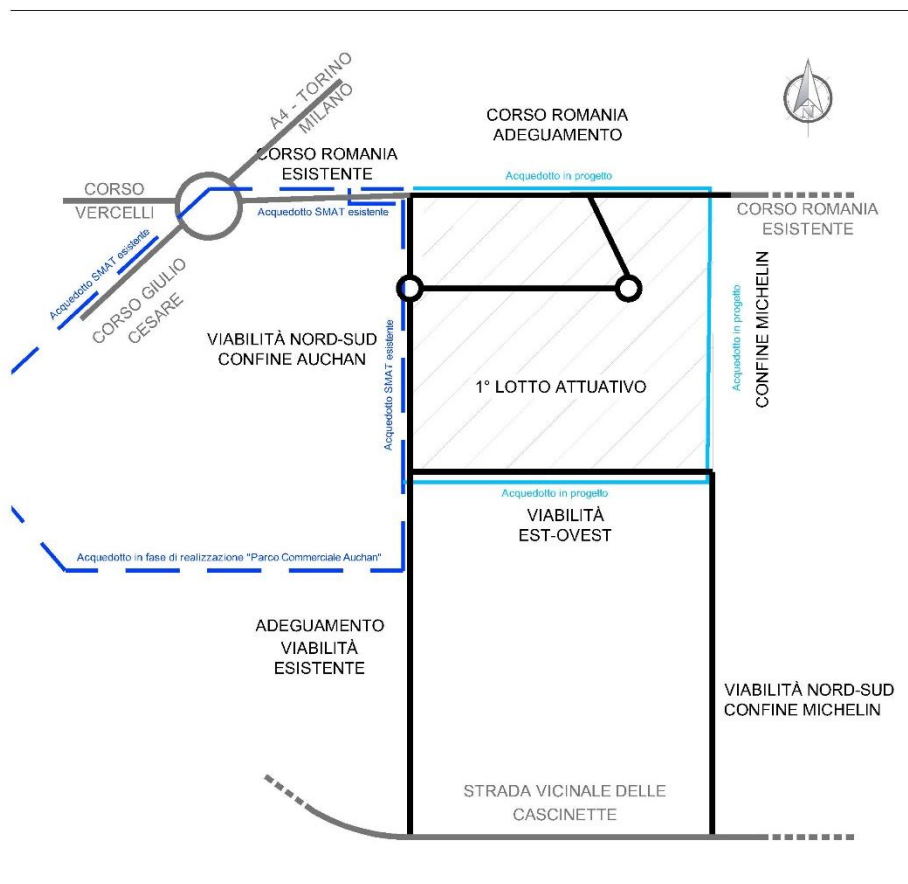 A4 - TORINO
MILANO
N
CORSO ROMANIA
ADEGUAMENTO
CORSO ROMANIA
ESISTENTE
Acquedotto in progetto
CORSO
VERCELLI
Acquedotto SMAT esistente
CORSO ROMANIA
ESISTENTE
Acquedotto SMAT esistente
CORSO GIULIO
CESARE
VIABILITÀ NORD-SUD
CONFINE AUCHAN
Acquedotto SMAT esistente
1° LOTTO ATTUATIVO
Acquedotto in progetto
CONFINE MICHELIN
Acquedotto in progetto
VIABILITÀ
EST-OVEST
Acquedotto in fase di realizzazione "Parco Commerciale Auchan"
ADEGUAMENTO
VIABILITÀ
ESISTENTE
VIABILITÀ NORD-SUD
CONFINE MICHELIN
STRADA VICINALE DELLE
CASCINETTE